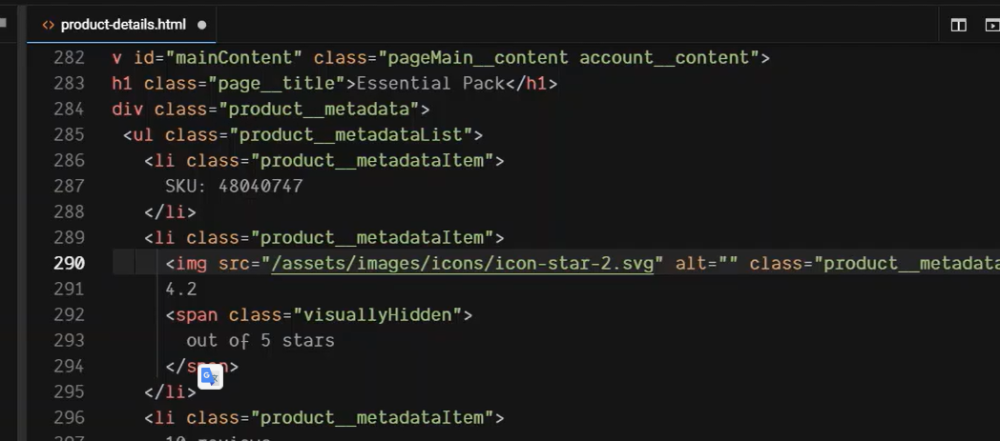 <> product-details.html
282 v id="mainContent" class="pageMain__content account__content">
283 h1 class="page__title">Essential Pack</h1>
284 div class="product__metadata">
285 <ul class="product__metadataList">
286 <li class="product__metadataItem">
287 SKU: 48040747
288 </li>
289 <li class="product__metadataItem">
290 <img src="/assets/images/icons/icon-star-2.svg" alt="" class="product__metadata
291 4.2
292 <span class="visuallyHidden">
293 out of 5 stars
294 </span>
295 </li>
296 <li class="product__metadataItem">
297 10 reviews